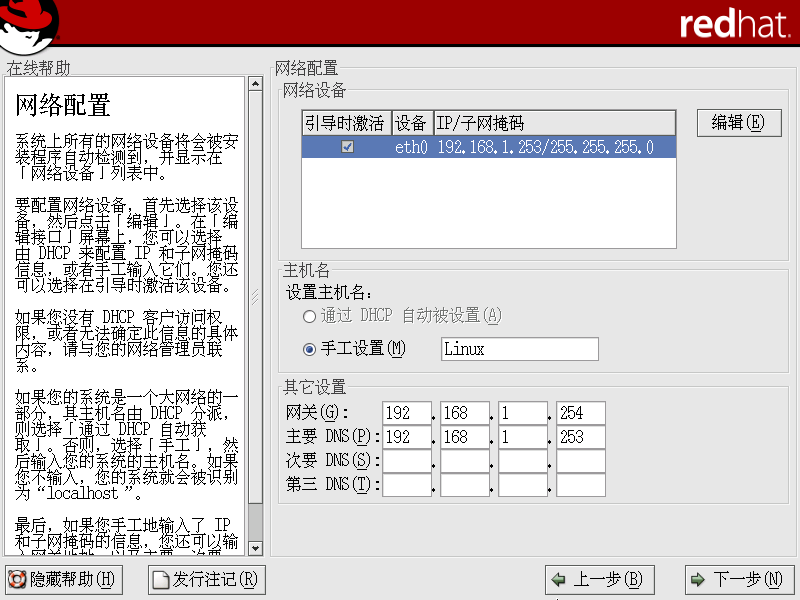 redhat.
在线帮助
网络配置
系统上所有的网络设备将会被安
装程序自动检测到，并显示在
「网络设备」列表中。
要配置网络设备，首先选择该设
备，然后点击「编辑」。在「编
辑接口」屏幕上，您可以选择
由 DHCP 来配置 IP 和子网掩码
信息，或者手工输入它们。您还
可以选择在引导时激活该设备。
如果您没有 DHCP 客户访问权
限，或者无法确定此信息的具体
内容，请与您的网络管理员联
系。
如果您的系统是一个大网络的一
部分，其主机名由 DHCP 分派，
则选择「通过 DHCP 自动获
取」。否则，选择「手工」，然
后输入您的系统的主机名。如果
您不输入，您的系统就会被识别
为“localhost ”。
最后，如果您手工地输入了 IP
和子网掩码的信息，您还可以输
网络配置
网络设备
引导时激活 设备 IP/子网掩码
eth0 192.168.1.253/255.255.255.0
编辑(E)
主机名
设置主机名：
通过 DHCP 自动被设置(A)
手工设置(M) Linux
其它设置
网关(G): 192 . 168 . 1 . 254
主要 DNS(P): 192 . 168 . 1 . 253
次要 DNS(S): . . .
第三 DNS(T): . . .
隐藏帮助(H) 发行注记(R) 上一步(B) 下一步(N)